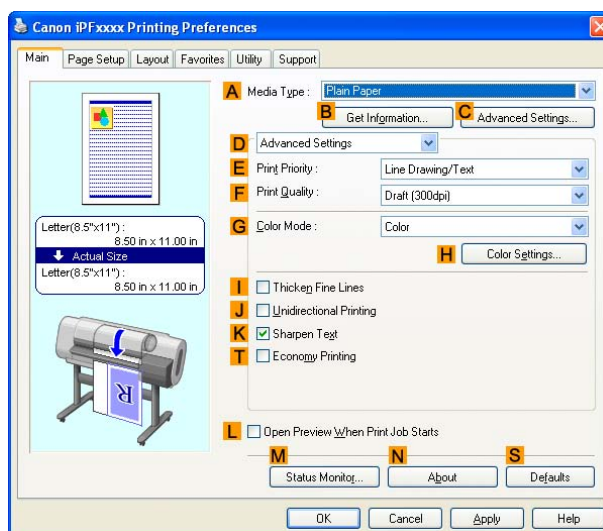 Canon iPFxxxx Printing Preferences
Main Page Setup Layout Favorites Utility Support
A Media Type : Plain Paper
B Get Information... C Advanced Settings...
D Advanced Settings
E Print Priority : Line Drawing/Text
F Print Quality : Draft (300dpi)
Letter(8.5"x11") :
8.50 in x 11.00 in
Actual Size
Letter(8.5"x11") :
8.50 in x 11.00 in
G Color Mode : Color
H Color Settings...
I Thicken Fine Lines
J Unidirectional Printing
K Sharpen Text
T Economy Printing
R
L Open Preview When Print Job Starts
M N S
Status Monitor... About Defaults
OK Cancel Apply Help